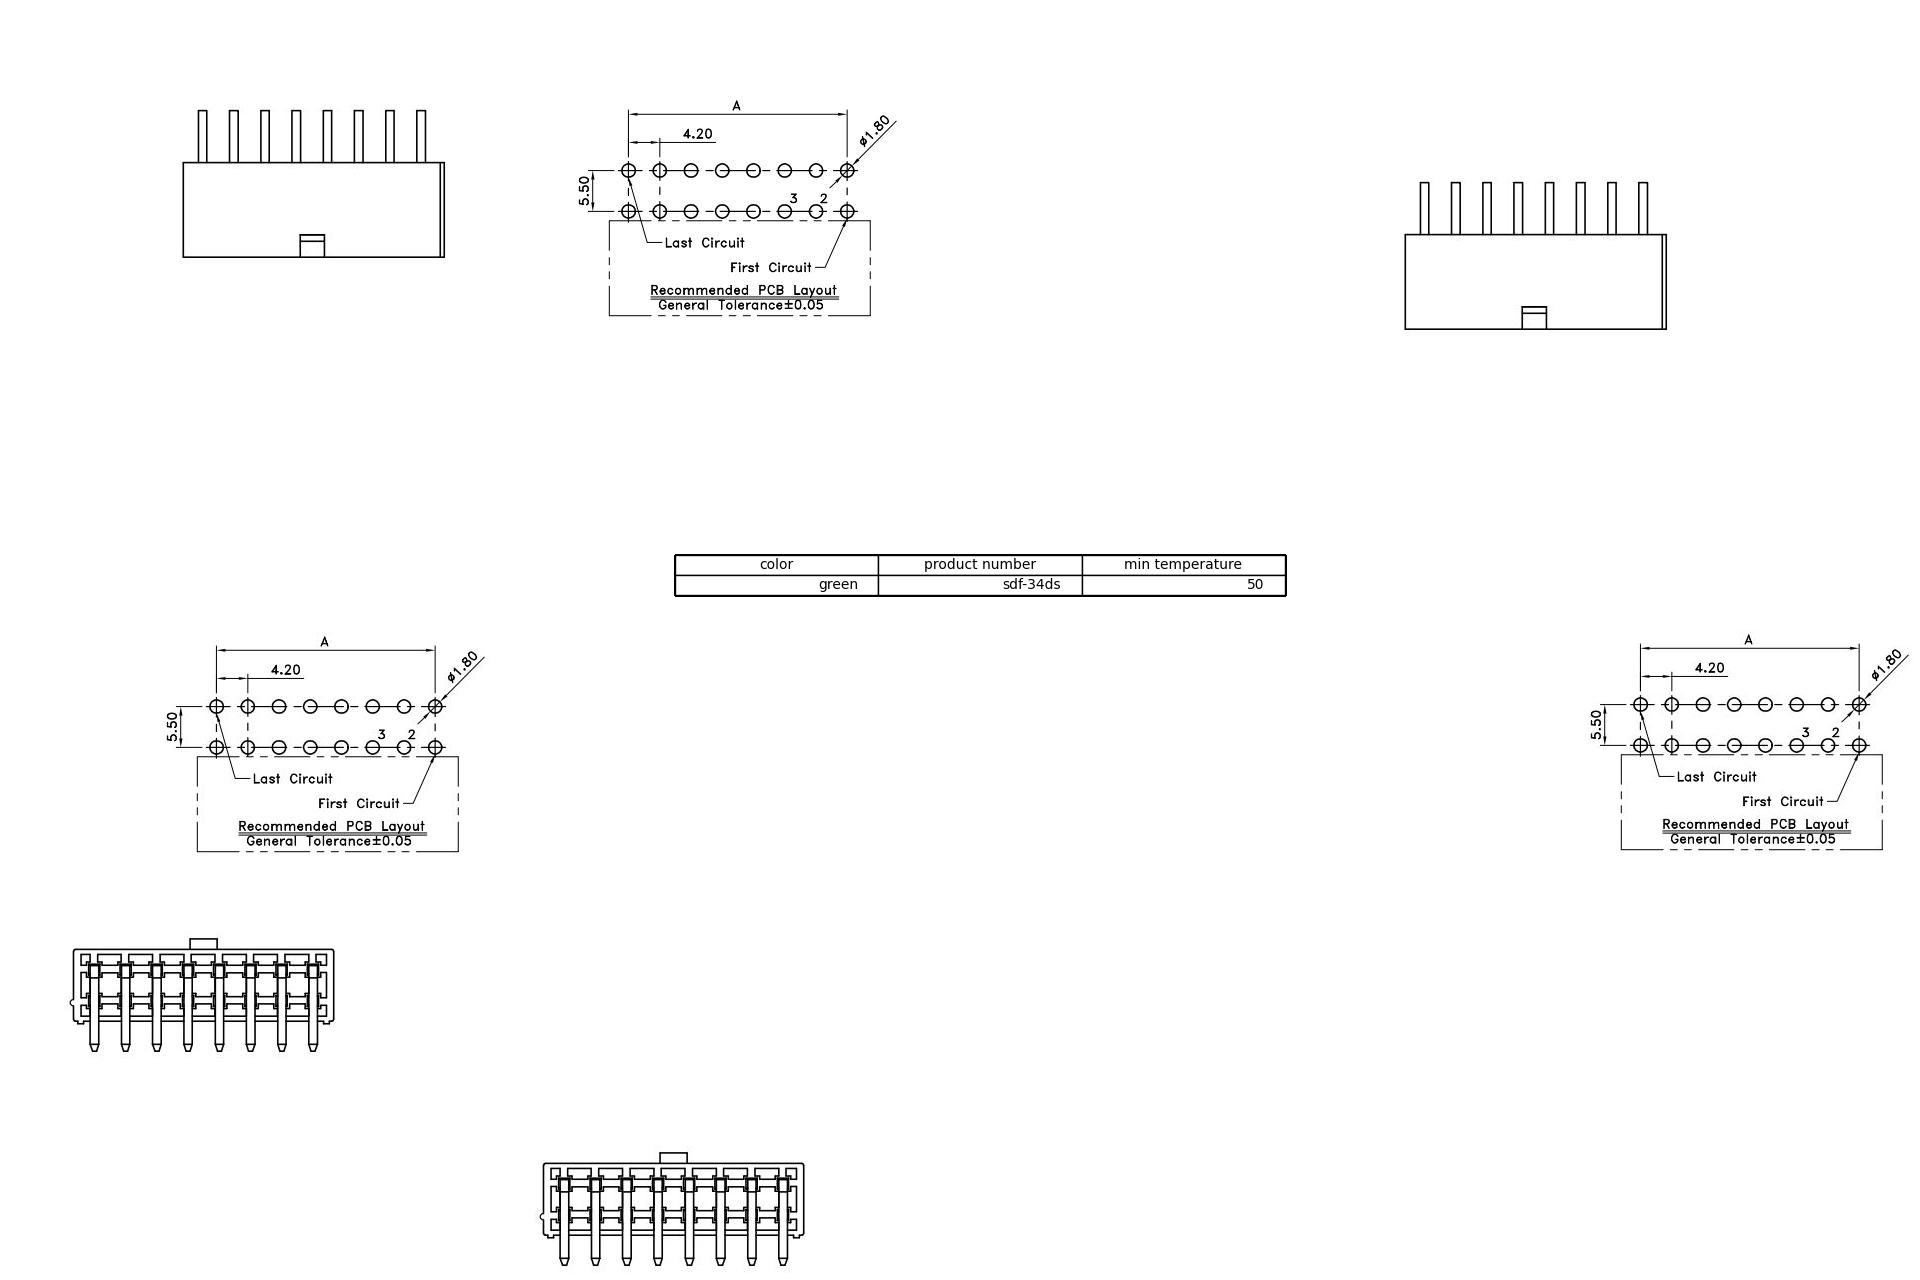 A
4.20
ø1.80
5.50
3 2
Last Circuit
First Circuit
Recommended PCB Layout
General Tolerance±0.05
color product number min temperature
green sdf-34ds 50
A
4.20
ø1.80
5.50
3 2
Last Circuit
First Circuit
Recommended PCB Layout
General Tolerance±0.05
A
4.20
ø1.80
5.50
3 2
Last Circuit
First Circuit
Recommended PCB Layout
General Tolerance±0.05